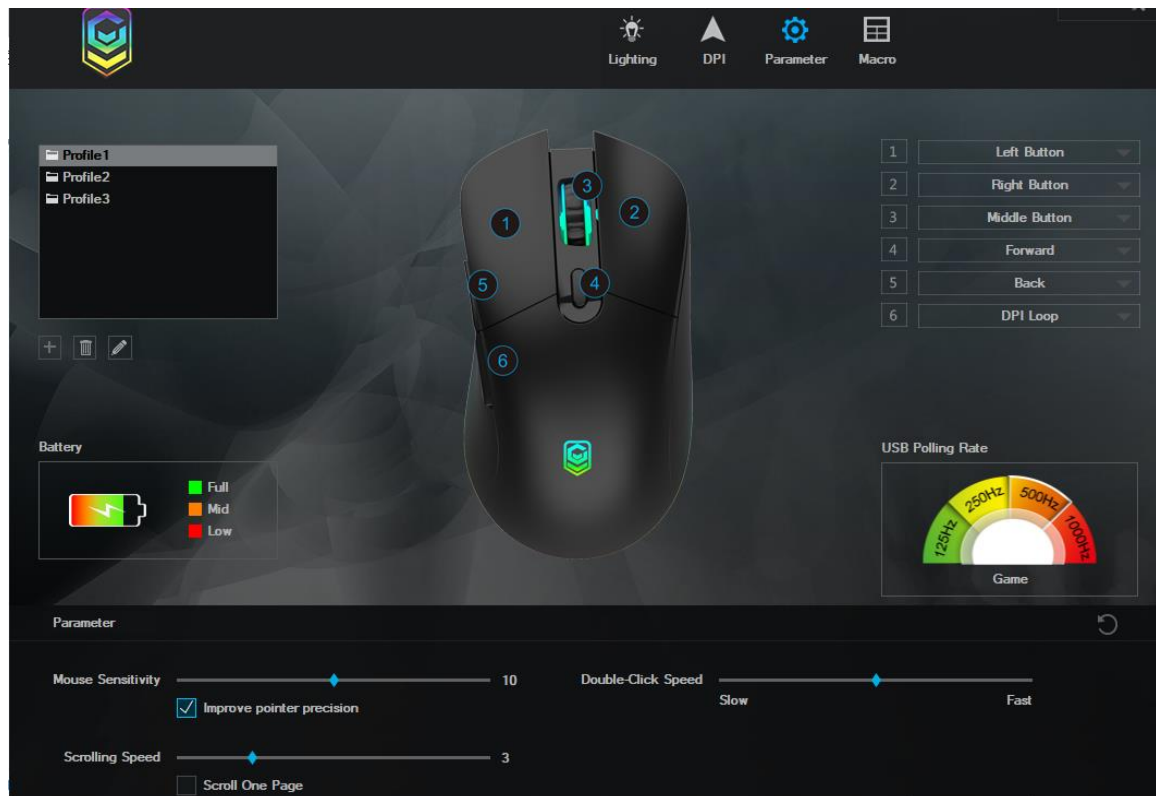 Lighting
DPI
Parameter
Macro
Profile1
Profile2
Profile3
1
2
3
4
5
6
1 Left Button
2 Right Button
3 Middle Button
4 Forward
5 Back
6 DPI Loop
Battery
Full
Mid
Low
USB Polling Rate
125Hz
250Hz
500Hz
1000Hz
Game
Parameter
Mouse Sensitivity 10
Improve pointer precision
Double-Click Speed
Slow Fast
Scrolling Speed 3
Scroll One Page